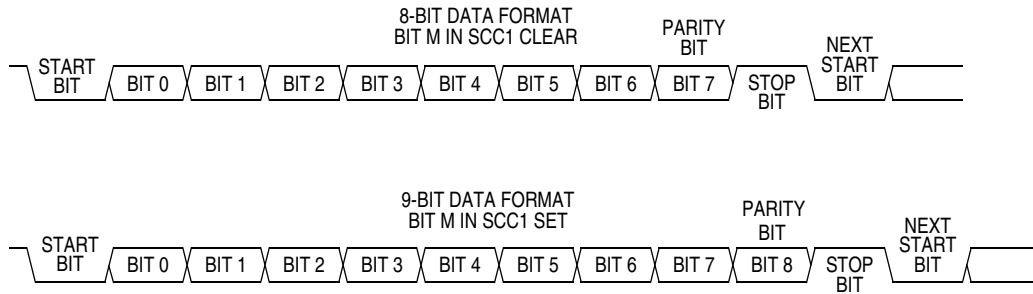 8-BIT DATA FORMAT
BIT M IN SCC1 CLEAR
PARITY
BIT
START
BIT
BIT 0
BIT 1
BIT 2
BIT 3
BIT 4
BIT 5
BIT 6
BIT 7
STOP
BIT
NEXT
START
BIT
9-BIT DATA FORMAT
BIT M IN SCC1 SET
PARITY
BIT
START
BIT
BIT 0
BIT 1
BIT 2
BIT 3
BIT 4
BIT 5
BIT 6
BIT 7
BIT 8
STOP
BIT
NEXT
START
BIT